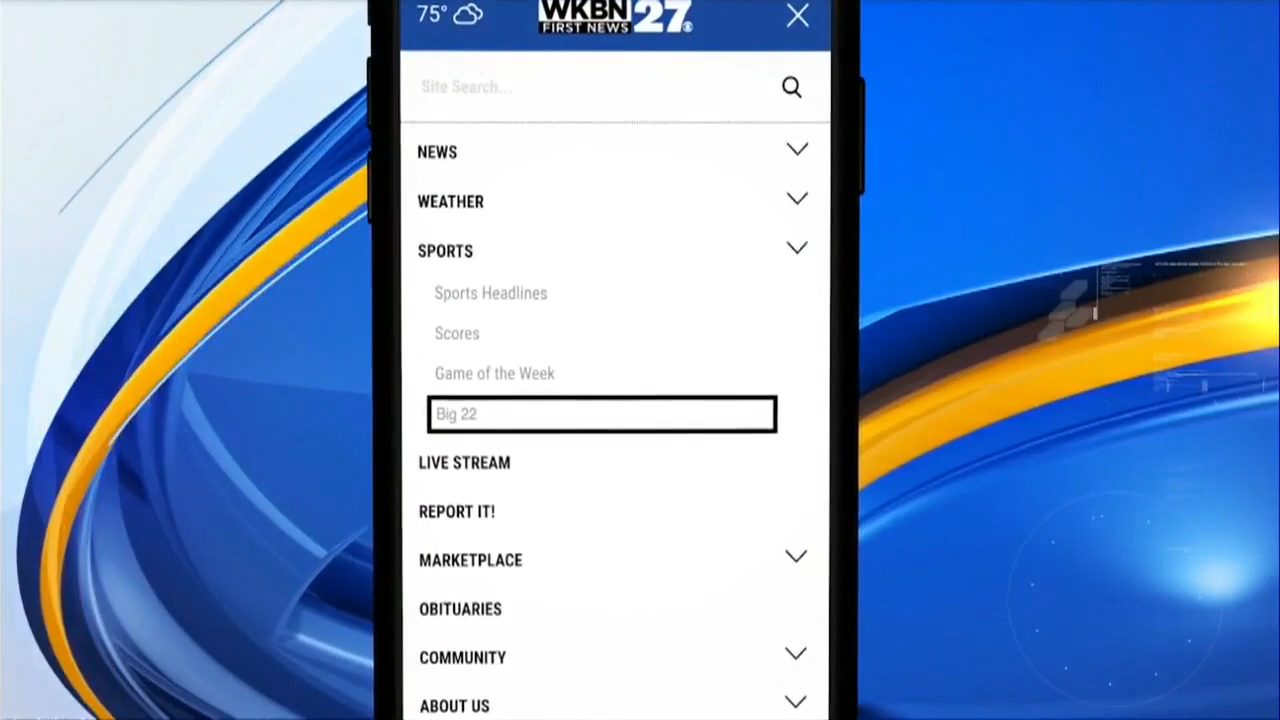 75°
WKBN 27
FIRST NEWS
Site Search...
NEWS
WEATHER
SPORTS
Sports Headlines
Scores
Game of the Week
Big 22
LIVE STREAM
REPORT IT!
MARKETPLACE
OBITUARIES
COMMUNITY
ABOUT US